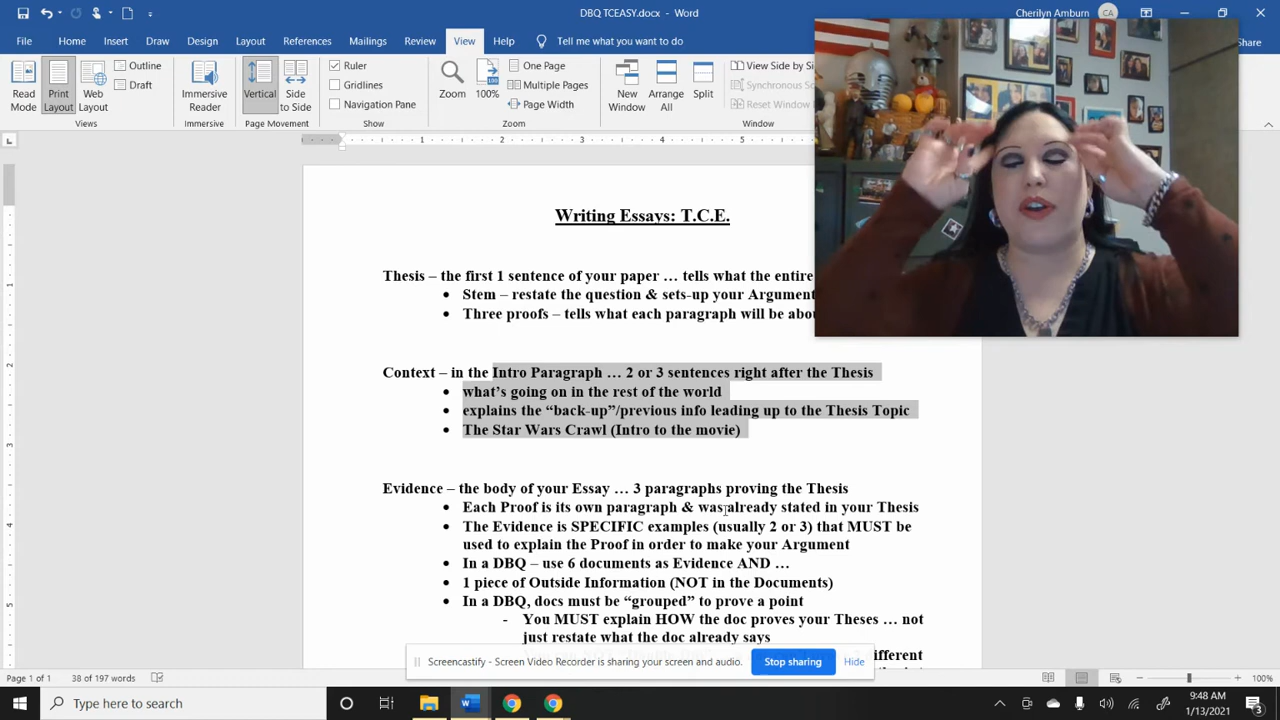 DBQ TCE.docx - Word
Cherilyn Allen
CA
File Home Insert Draw Design Layout References Mailings Review View Help Tell me what you want to do
Share
Read Mode
Print Layout
Web Layout
Outline
Draft
Views
Immersive Reader
Immersive
Vertical
Side to Side
Page Movement
Ruler
Gridlines
Navigation Pane
Show
Zoom
100%
One Page
Multiple Pages
Page Width
Zoom
New Window
Arrange All
Split
View Side by Si
Synchronous Sc
Reset Window
Window
Writing Essays: T.C.E.
Thesis – the first 1 sentence of your paper … tells what the entire
• Stem – restate the question & sets-up your Argument
• Three proofs – tells what each paragraph will be abou
Context – in the Intro Paragraph … 2 or 3 sentences right after the Thesis
• what’s going on in the rest of the world
• explains the “back-up”/previous info leading up to the Thesis Topic
• The Star Wars Crawl (Intro to the movie)
Evidence – the body of your Essay … 3 paragraphs proving the Thesis
• Each Proof is its own paragraph & was already stated in your Thesis
• The Evidence is SPECIFIC examples (usually 2 or 3) that MUST be
used to explain the Proof in order to make your Argument
• In a DBQ – use 6 documents as Evidence AND …
• 1 piece of Outside Information (NOT in the Documents)
• In a DBQ, docs must be “grouped” to prove a point
- You MUST explain HOW the doc proves your Theses … not
just restate what the doc already says
different
Screencastify - Screen Video Recorder is sharing your screen and audio.
Stop sharing
Hide
Page 1 of 1 38 of 197 words
100%
Type here to search
9:48 AM
1/13/2021
3